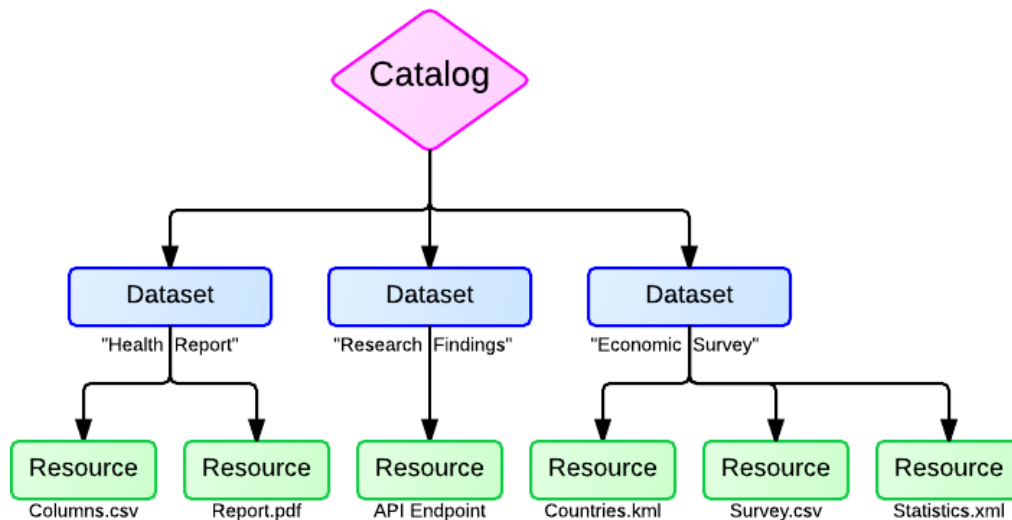 Catalog
Dataset
Dataset
Dataset
"Health Report"
"Research Findings"
"Economic Survey"
Resource
Resource
Resource
Resource
Resource
Resource
Columns.csv
Report.pdf
API Endpoint
Countries.kml
Survey.csv
Statistics.xml